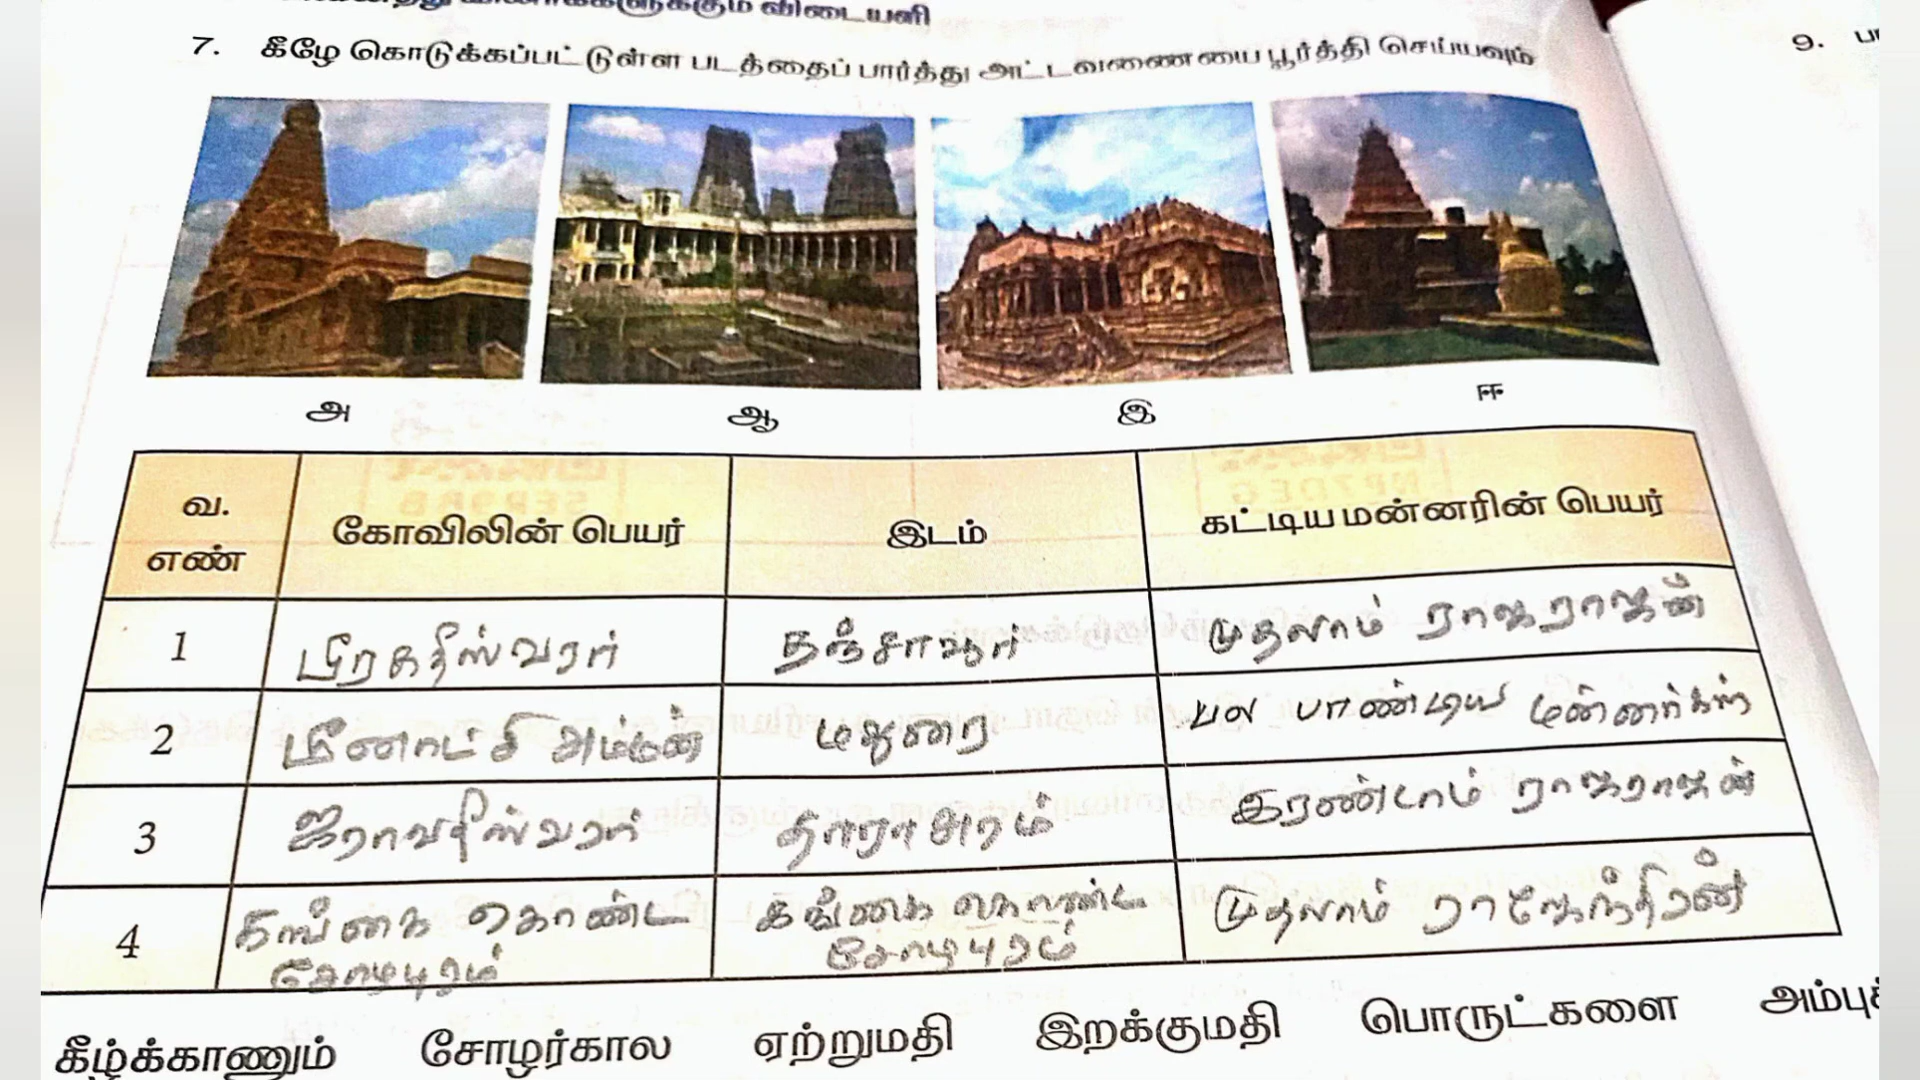 வினாக்களுக்கும் விடையளி
7. கீழே கொடுக்கப்பட்டுள்ள படத்தைப் பார்த்து அட்டவணையை பூர்த்தி செய்யவும்
9.
அ ஆ இ ஈ
வ. எண் கோவிலின் பெயர் இடம் கட்டிய மன்னரின் பெயர்
1 பிரகதீஸ்வரர் தஞ்சாவூர் முதலாம் ராஜராஜன்
2 மீனாட்சி அம்மன் மதுரை பல பாண்டிய மன்னர்கள்
3 ஐராவதீஸ்வரர் தாராசுரம் இரண்டாம் ராஜராஜன்
4 கங்கை கொண்ட சோழபுரம் கங்கை கொண்ட சோழபுரம் முதலாம் ராஜேந்திரன்
கீழ்க்காணும் சோழர்கால ஏற்றுமதி இறக்குமதி பொருட்களை